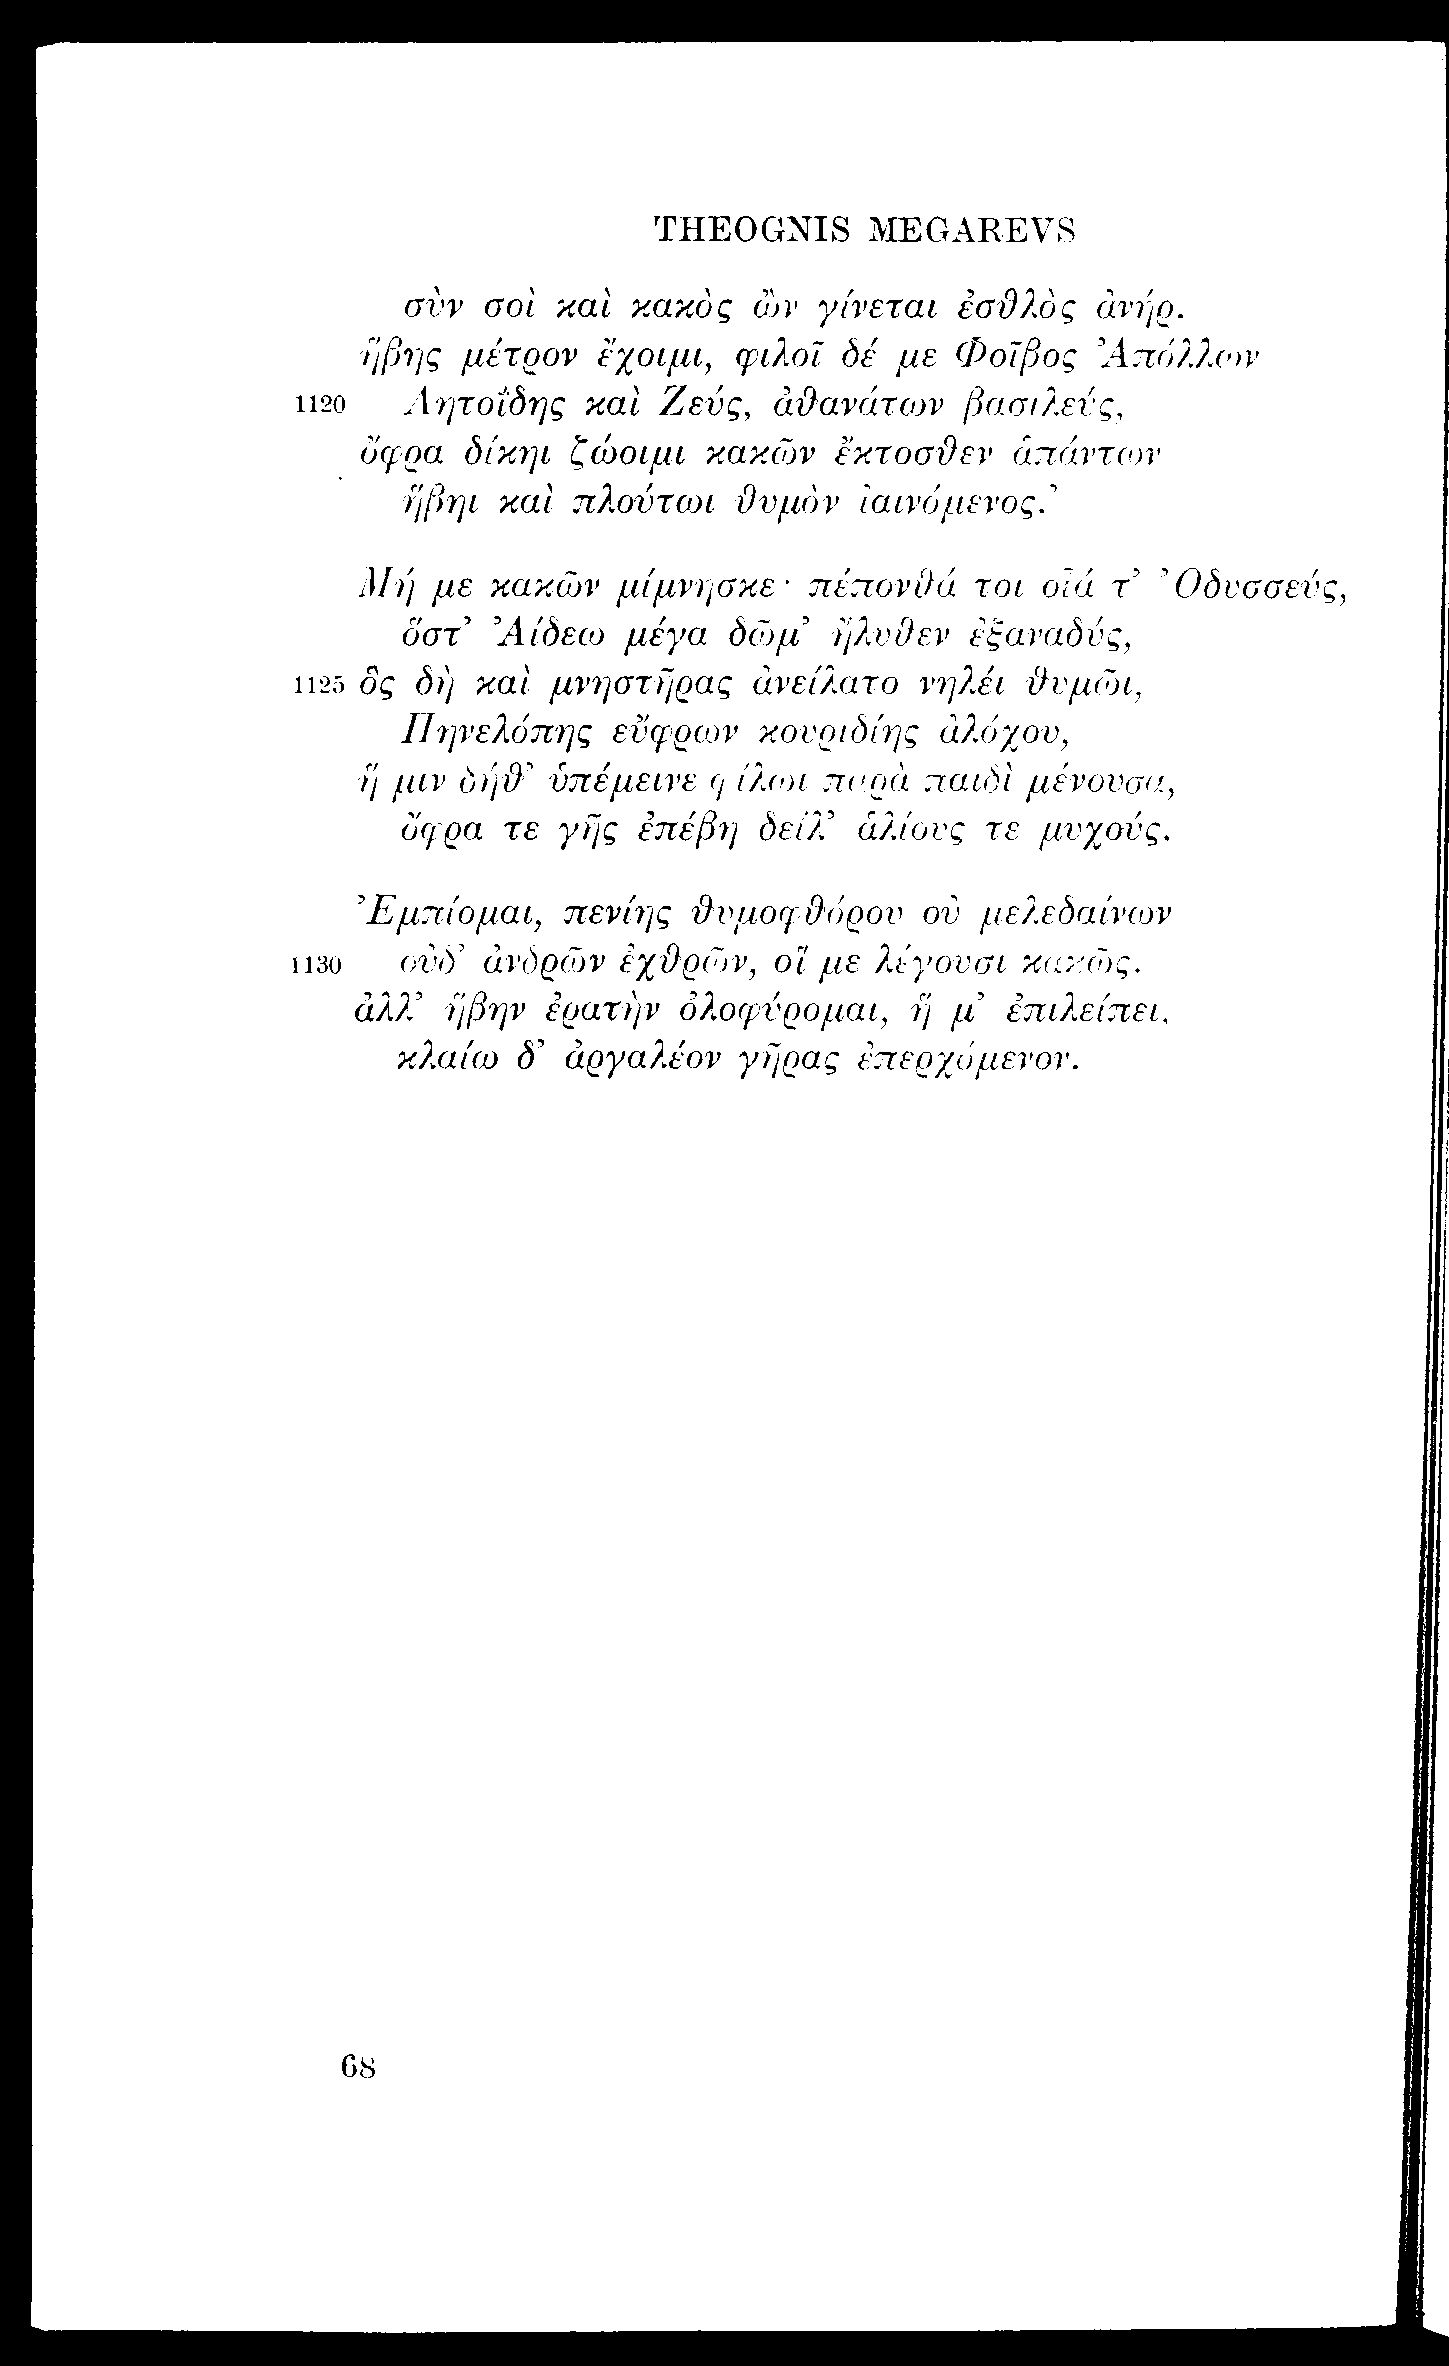 THEOGNIS MEGAREVS
σὺν σοὶ καὶ κακὸς ὢν γίνεται ἐσθλὸς ἀνήρ.
ἥβης μέτρον ἔχοιμι, φιλοῖ δέ με Φοῖβος Ἀπόλλων
1120 Λητοΐδης καὶ Ζεύς, ἀθανάτων βασιλεύς,
ὄφρα δίκηι ζώοιμι κακῶν ἔκτοσθεν ἁπάντων
ἥβηι καὶ πλούτωι θυμὸν ἰαινόμενος.’
Μή με κακῶν μίμνησκε· πέπονθά τοι οἷά τ’ Ὀδυσσεύς,
ὅστ’ Ἀίδεω μέγα δῶμ’ ἤλυθεν ἐξαναδύς,
1125 ὃς δὴ καὶ μνηστῆρας ἀνείλατο νηλέι θυμῶι,
Πηνελόπης εὔφρων κουριδίης ἀλόχου,
ἥ μιν δήθ’ ὑπέμεινε φίλωι παρὰ παιδὶ μένουσα,
ὄφρα τε γῆς ἐπέβη δείλ’ ἁλίους τε μυχούς.
Ἐμπίομαι, πενίης θυμοφθόρου οὐ μελεδαίνων
1130 οὐδ’ ἀνδρῶν ἐχθρῶν, οἵ με λέγουσι κακῶς.
ἀλλ’ ἥβην ἐρατὴν ὀλοφύρομαι, ἥ μ’ ἐπιλείπει,
κλαίω δ’ ἀργαλέον γῆρας ἐπερχόμενον.
68